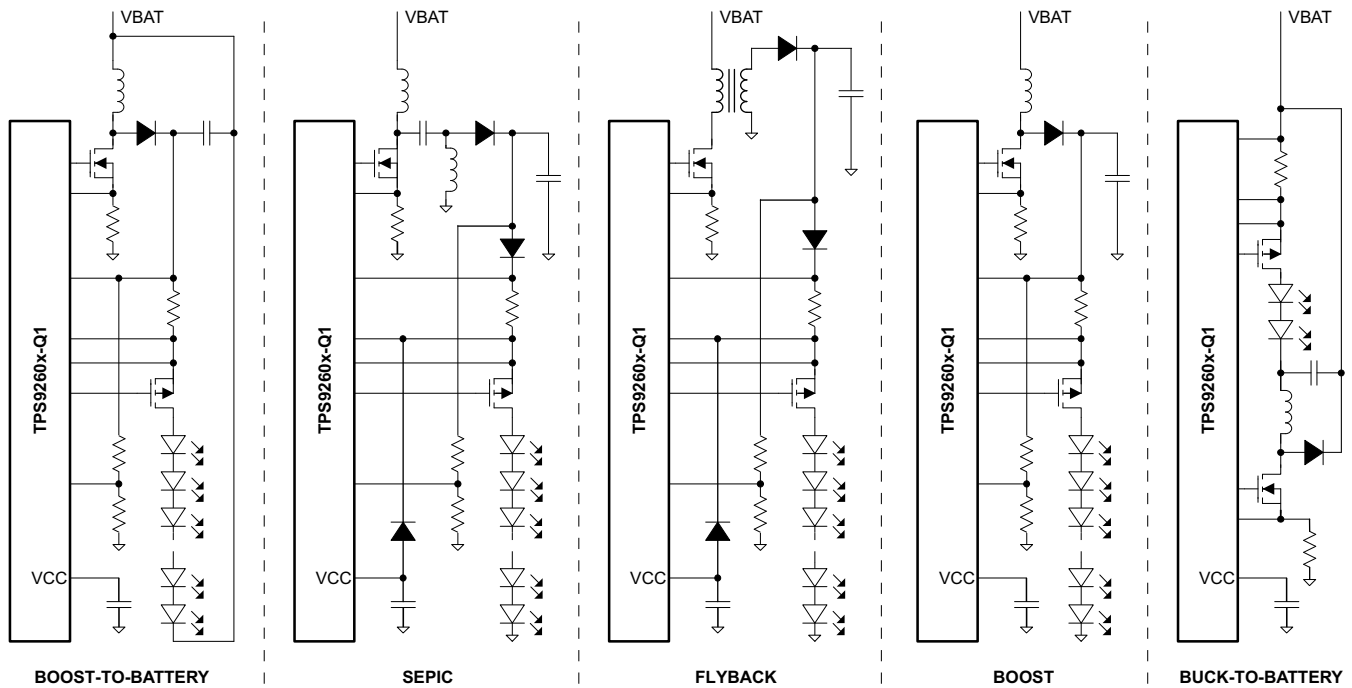 VBAT
TPS9260x-Q1
VCC
BOOST-TO-BATTERY
VBAT
TPS9260x-Q1
VCC
SEPIC
VBAT
TPS9260x-Q1
VCC
FLYBACK
VBAT
TPS9260x-Q1
VCC
BOOST
VBAT
TPS9260x-Q1
VCC
BUCK-TO-BATTERY